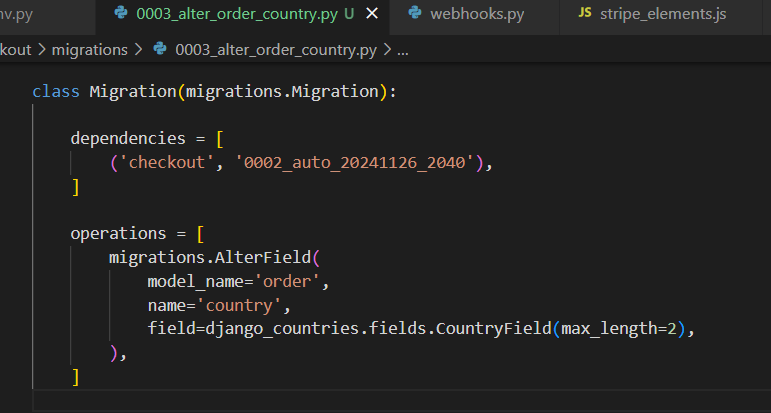 nv.py 0003_alter_order_country.py U × webhooks.py JS stripe_elements.js
kout > migrations > 0003_alter_order_country.py > ...
class Migration(migrations.Migration):
dependencies = [
('checkout', '0002_auto_20241126_2040'),
]
operations = [
migrations.AlterField(
model_name='order',
name='country',
field=django_countries.fields.CountryField(max_length=2),
),
]